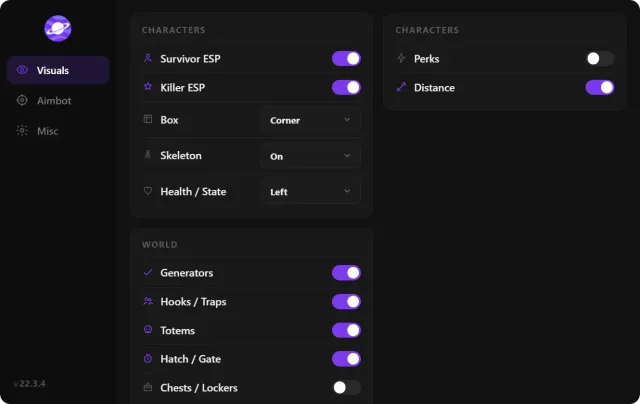 Visuals
Aimbot
Misc
v22.3.4
CHARACTERS
Survivor ESP
Killer ESP
Box Corner
Skeleton On
Health / State Left
WORLD
Generators
Hooks / Traps
Totems
Hatch / Gate
Chests / Lockers
CHARACTERS
Perks
Distance